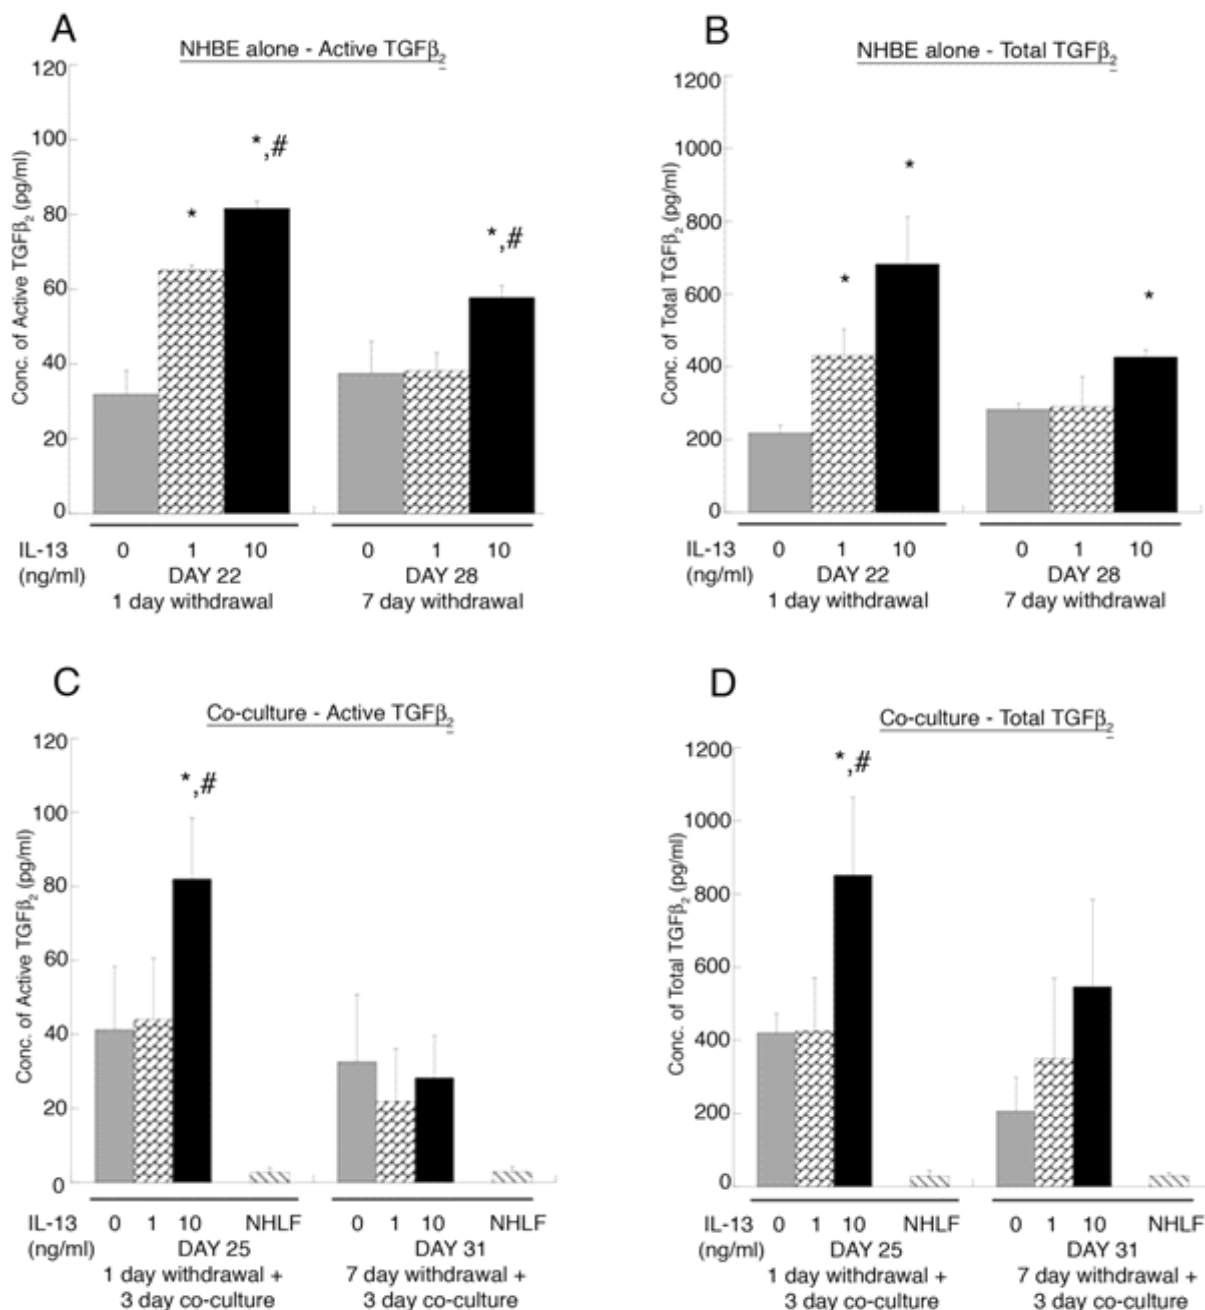 A
NHBE alone - Active TGFβ2
Conc. of Active TGFβ2 (pg/ml)
120
100
80
60
40
20
0
*
*,#
*,#
IL-13 0 1 10 0 1 10
(ng/ml) DAY 22 DAY 28
1 day withdrawal 7 day withdrawal
B
NHBE alone - Total TGFβ2
Conc. of Total TGFβ2 (pg/ml)
1200
1000
800
600
400
200
0
*
*
*
IL-13 0 1 10 0 1 10
(ng/ml) DAY 22 DAY 28
1 day withdrawal 7 day withdrawal
C
Co-culture - Active TGFβ2
Conc. of Active TGFβ2 (pg/ml)
120
100
80
60
40
20
0
*,#
IL-13 0 1 10 NHLF 0 1 10 NHLF
(ng/ml) DAY 25 DAY 31
1 day withdrawal + 7 day withdrawal +
3 day co-culture 3 day co-culture
D
Co-culture - Total TGFβ2
Conc. of Total TGFβ2 (pg/ml)
1200
1000
800
600
400
200
0
*,#
IL-13 0 1 10 NHLF 0 1 10 NHLF
(ng/ml) DAY 25 DAY 31
1 day withdrawal + 7 day withdrawal +
3 day co-culture 3 day co-culture